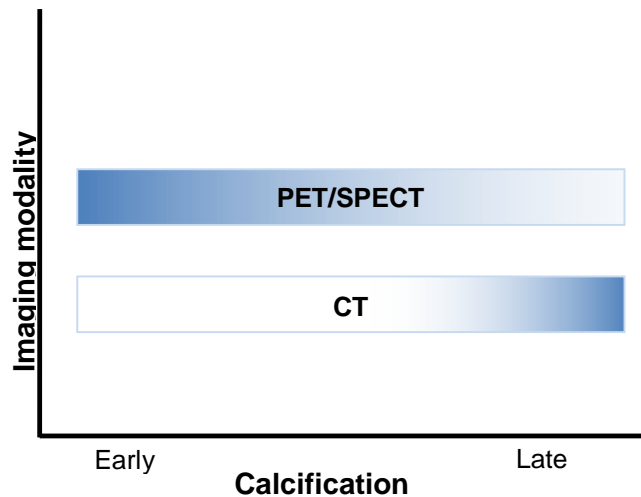 Imaging modality
PET/SPECT
CT
Early
Late
Calcification